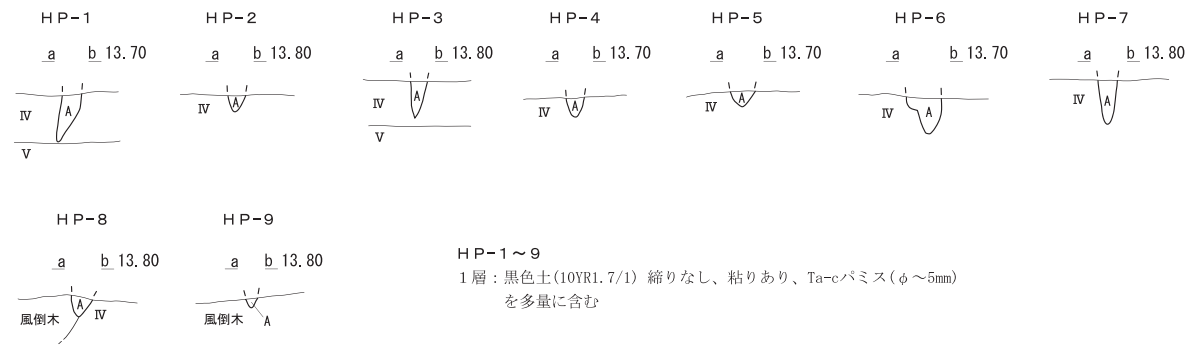 HP-1 HP-2 HP-3 HP-4 HP-5 HP-6 HP-7
a b 13.70 a b 13.80 a b 13.80 a b 13.70 a b 13.70 a b 13.70 a b 13.80
IV A IV A IV A IV A IV A IV A IV A
V V
HP-8 HP-9
a b 13.80 a b 13.80
HP-1～9
1層：黒色土(10YR1.7/1) 締りなし、粘りあり、Ta-cパミス(φ～5mm)
を多量に含む
風倒木 A IV 風倒木 A